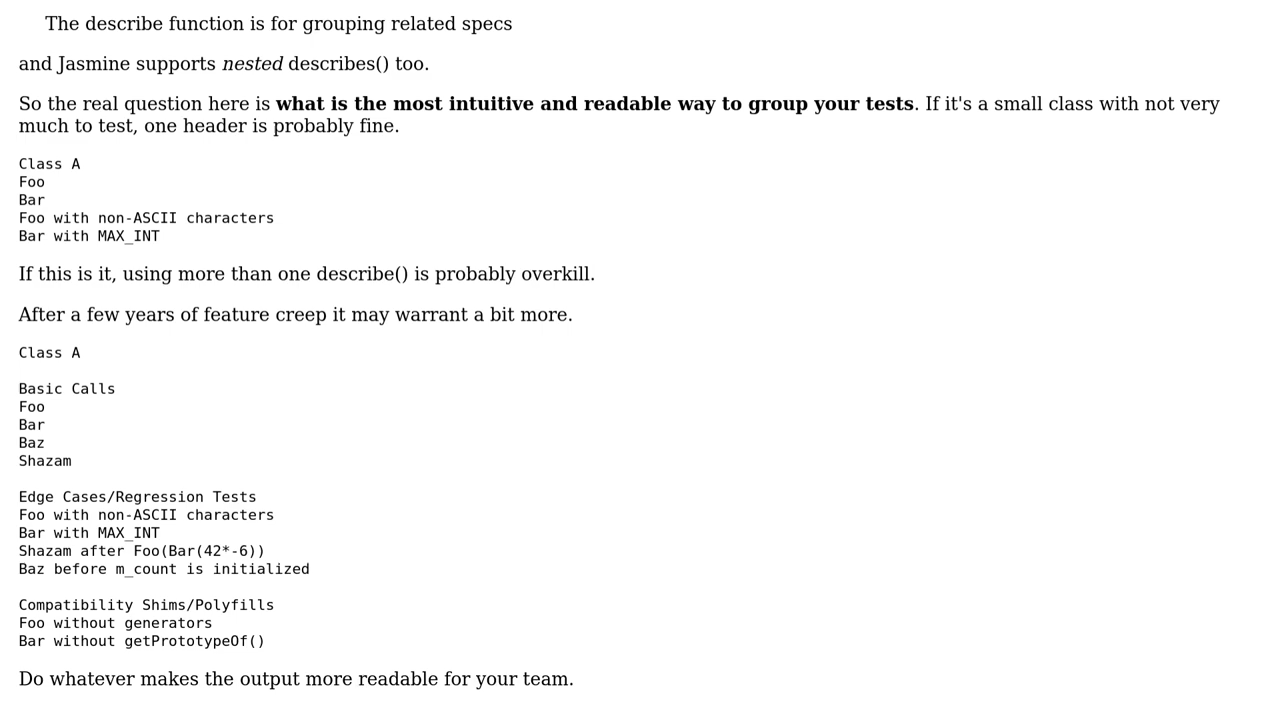 The describe function is for grouping related specs
and Jasmine supports nested describes() too.
So the real question here is what is the most intuitive and readable way to group your tests. If it's a small class with not very
much to test, one header is probably fine.
Class A
Foo
Bar
Foo with non-ASCII characters
Bar with MAX_INT
If this is it, using more than one describe() is probably overkill.
After a few years of feature creep it may warrant a bit more.
Class A
Basic Calls
Foo
Bar
Baz
Shazam
Edge Cases/Regression Tests
Foo with non-ASCII characters
Bar with MAX_INT
Shazam after Foo(Bar(42*-6))
Baz before m_count is initialized
Compatibility Shims/Polyfills
Foo without generators
Bar without getPrototypeOf()
Do whatever makes the output more readable for your team.